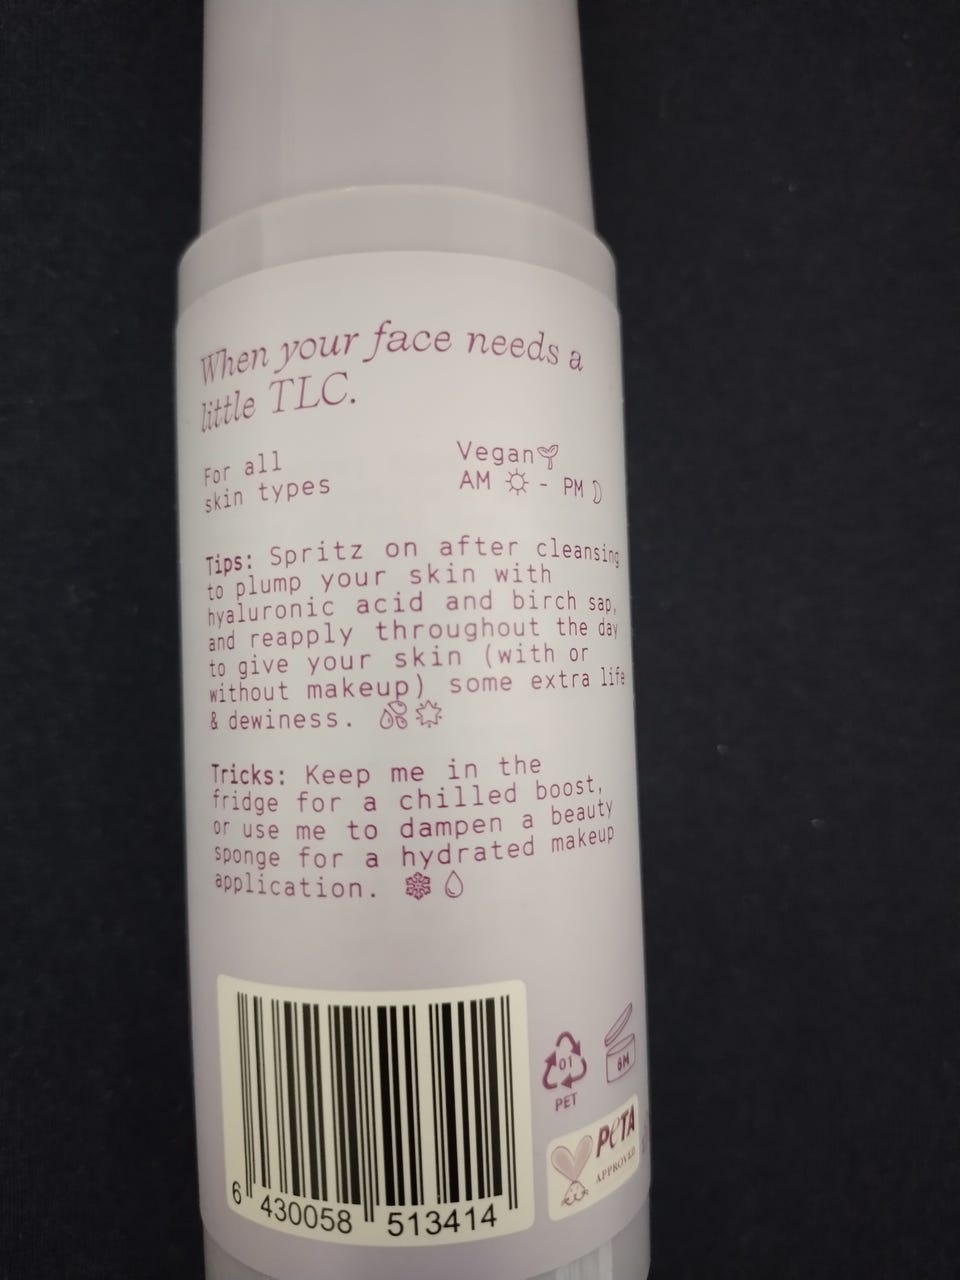 When your face needs a
little TLC.
For all
skin types
Vegan
AM - PM
Tips: Spritz on after cleansing
to plump your skin with
hyaluronic acid and birch sap,
and reapply throughout the day
to give your skin (with or
without makeup) some extra life
& dewiness.
Tricks: Keep me in the
fridge for a chilled boost,
or use me to dampen a beauty
sponge for a hydrated makeup
application.
6 430058 513414
01
PET
6M
PETA
APPROVED